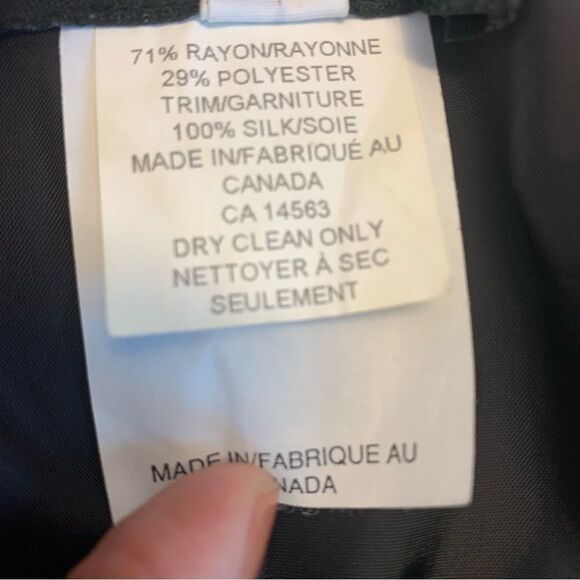 71% RAYON/RAYONNE
29% POLYESTER
TRIM/GARNITURE
100% SILK/SOIE
MADE IN/FABRIQUÉ AU
CANADA
CA 14563
DRY CLEAN ONLY
NETTOYER À SEC
SEULEMENT
MADE IN/FABRIQUE AU
NADA